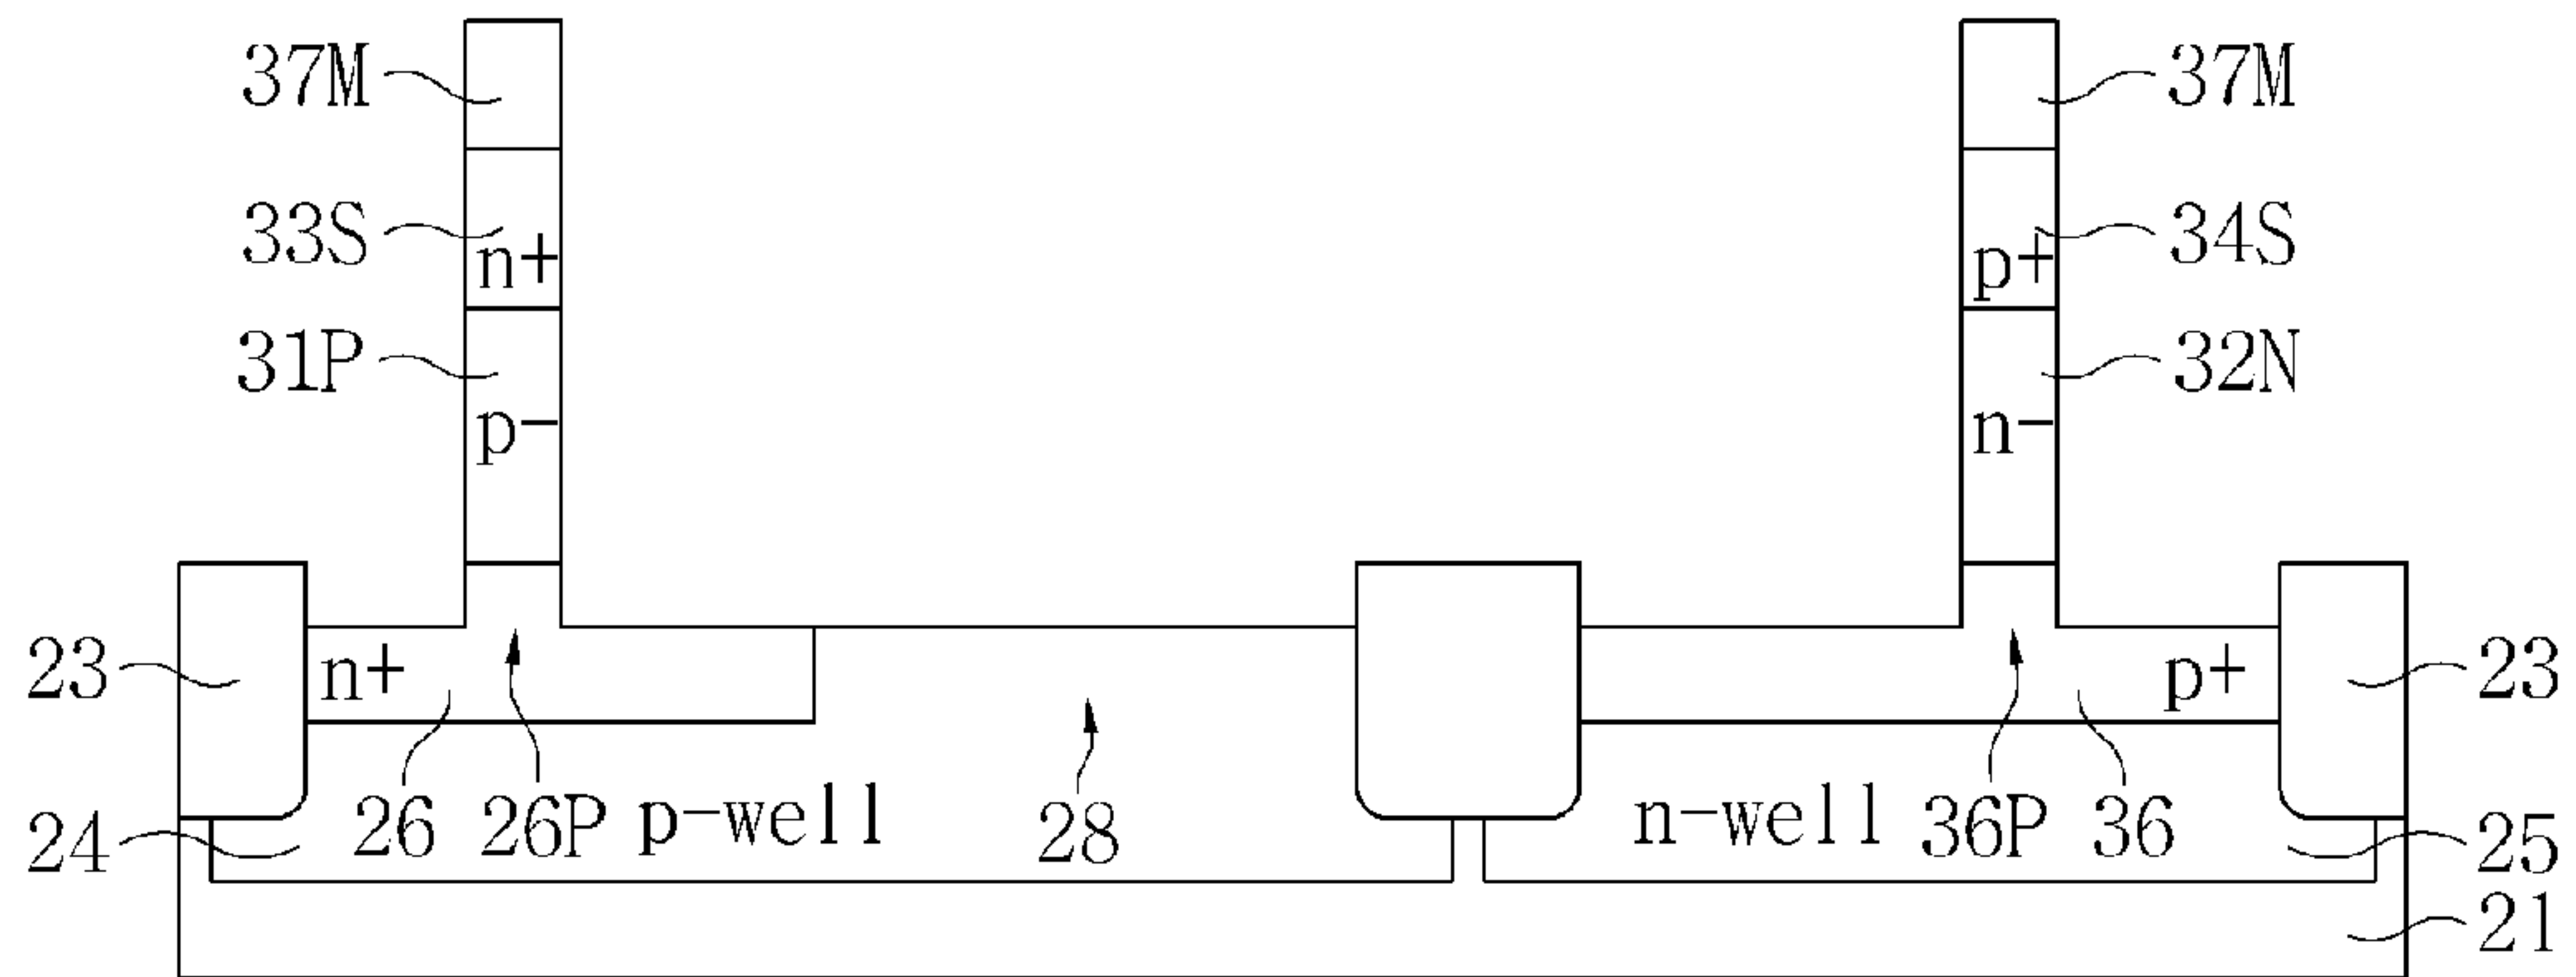 37M 37M
33S n+ p+ 34S
31P 32N
p- n-
23 n+ p+ 23
24 26 26P p-well 28 n-well 36P 36 25
21